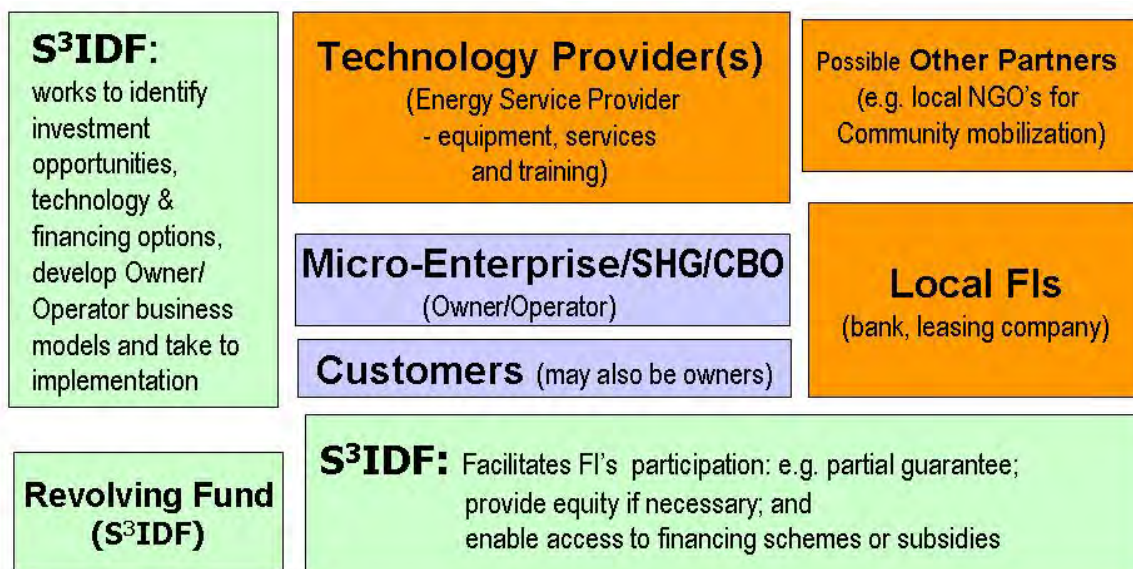 S³IDF:
works to identify
investment
opportunities,
technology &
financing options,
develop Owner/
Operator business
models and take to
implementation
Technology Provider(s)
(Energy Service Provider
- equipment, services
and training)
Possible Other Partners
(e.g. local NGO's for
Community mobilization)
Micro-Enterprise/SHG/CBO
(Owner/Operator)
Customers (may also be owners)
Local FIs
(bank, leasing company)
Revolving Fund
(S³IDF)
S³IDF: Facilitates FI's participation: e.g. partial guarantee;
provide equity if necessary; and
enable access to financing schemes or subsidies